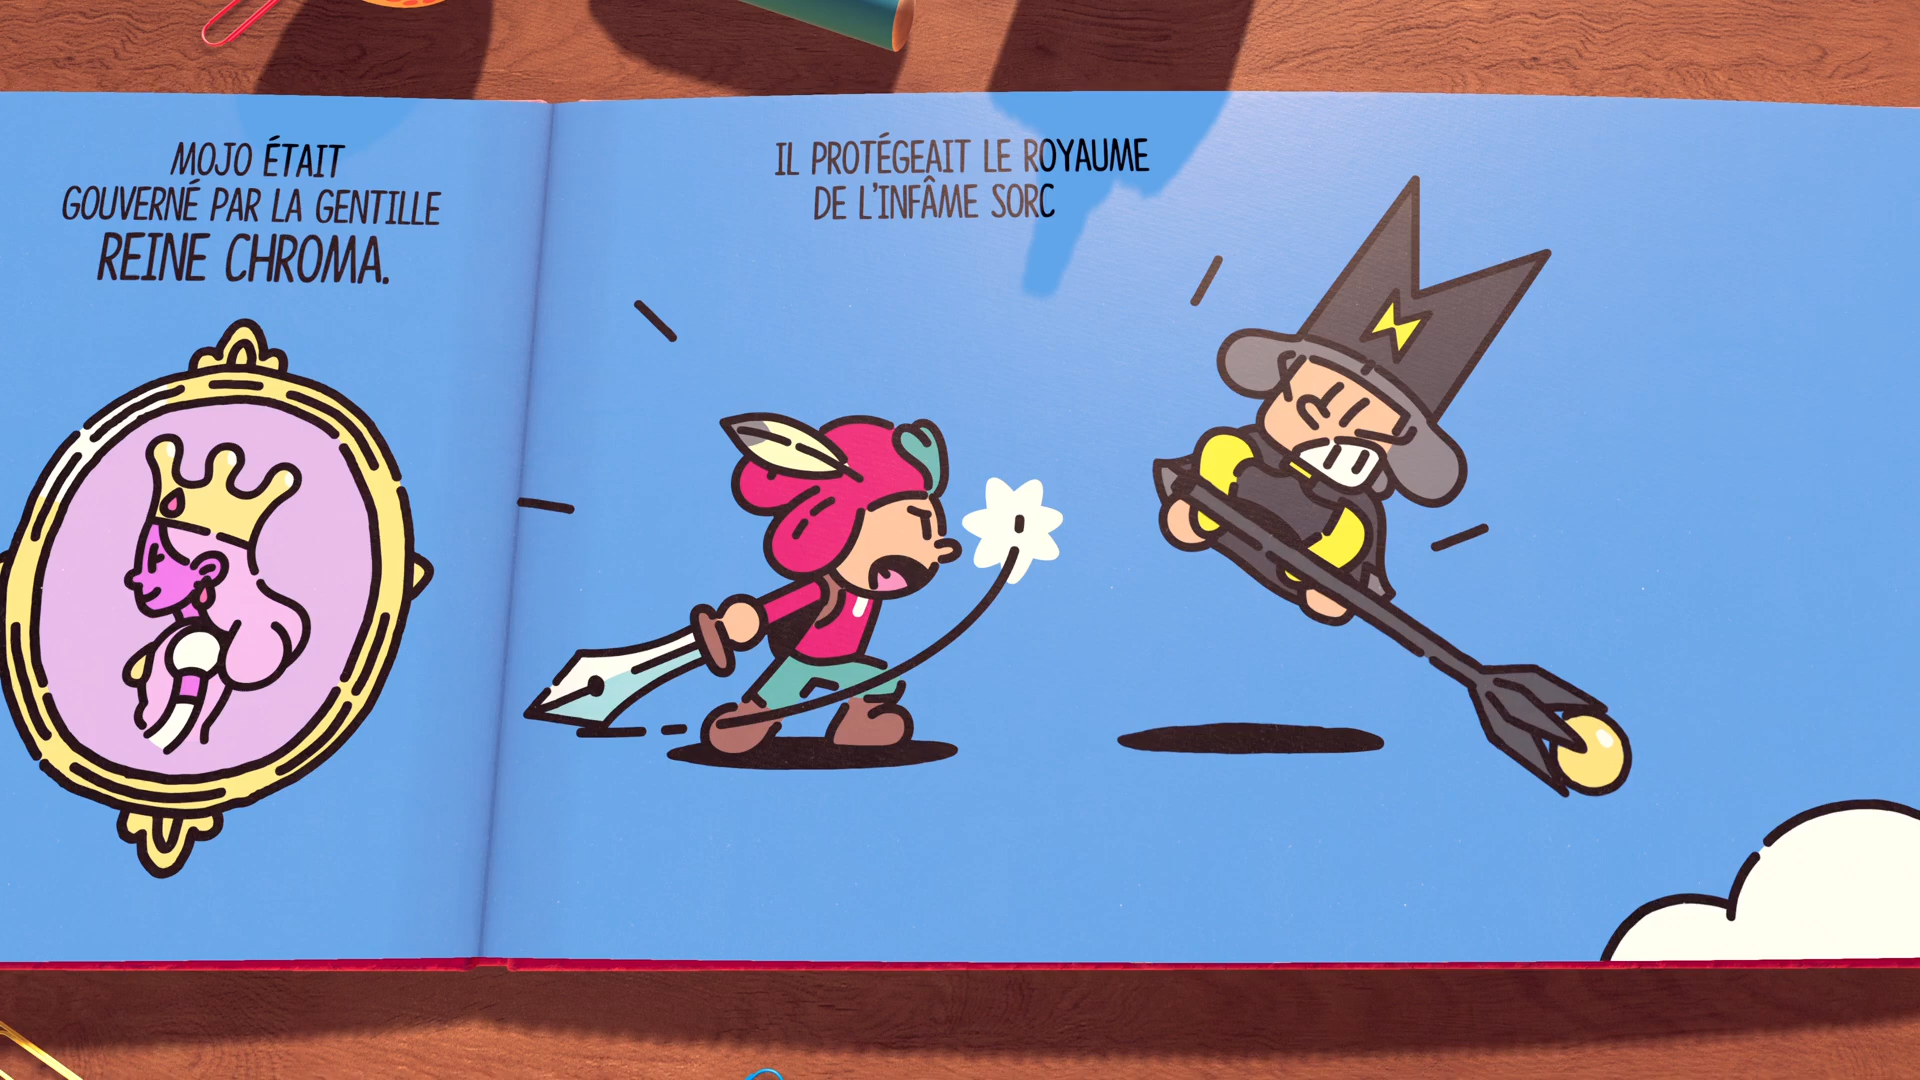 MOJO ÉTAIT
GOUVERNÉ PAR LA GENTILLE
REINE CHROMA.
IL PROTÉGEAIT LE ROYAUME
DE L'INFÂME SORC